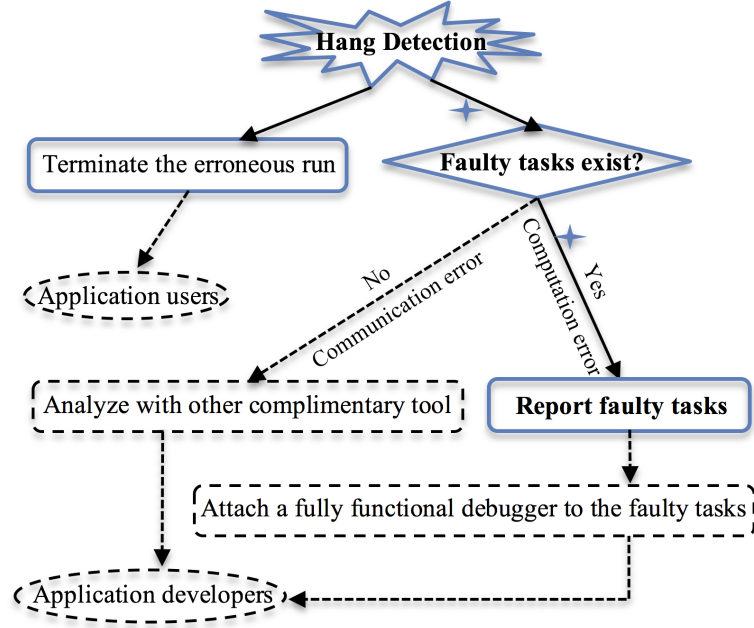 Hang Detection
Terminate the erroneous run
Faulty tasks exist?
Application users
No
Communication error
Yes
Computation error
Analyze with other complimentary tool
Report faulty tasks
Attach a fully functional debugger to the faulty tasks
Application developers